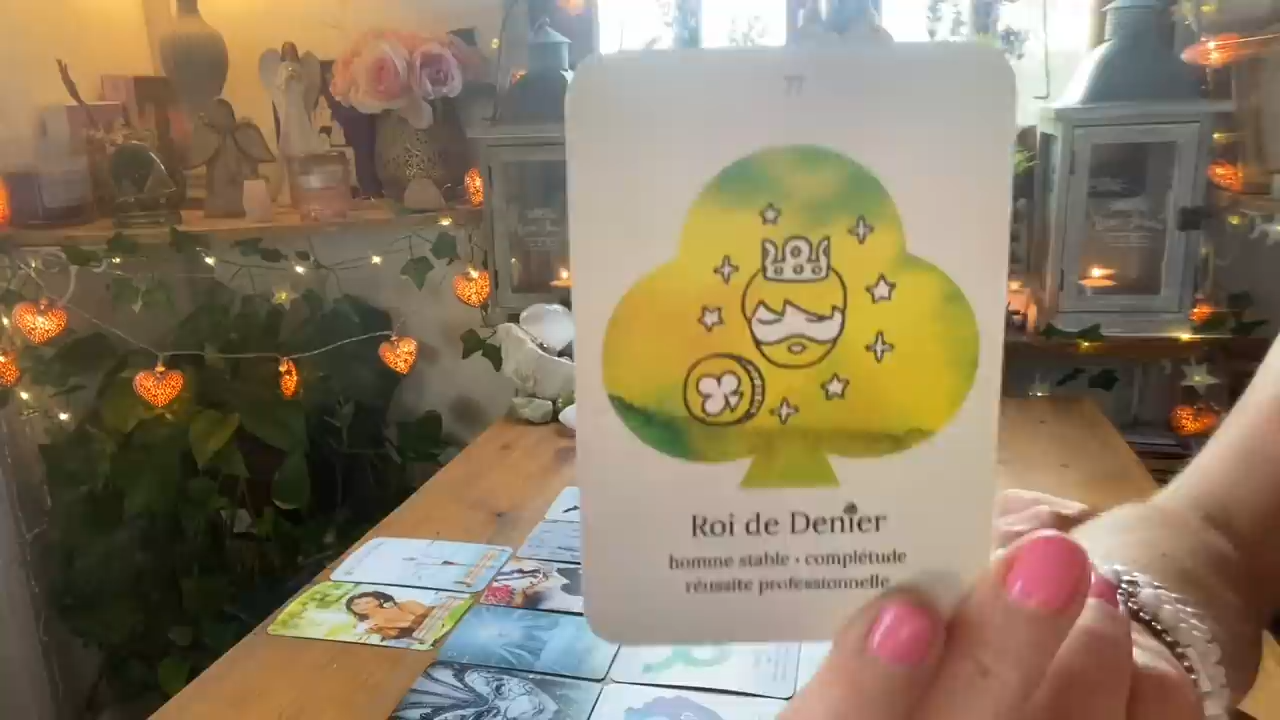 77
Roi de Denier
homme stable • complétude
réussite professionnelle